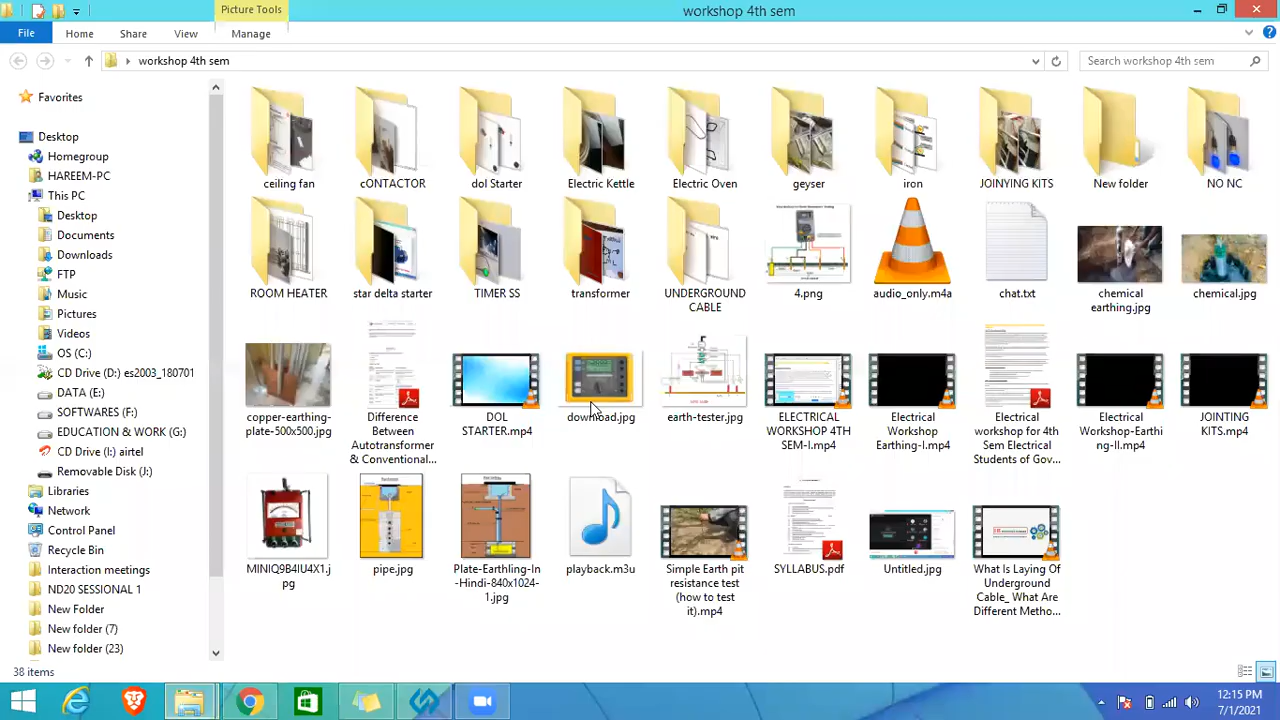 Picture Tools
workshop 4th sem
File
Home
Share
View
Manage
workshop 4th sem
Search workshop 4th sem
Favorites
Desktop
Homegroup
HAREEM-PC
This PC
Desktop
Documents
Downloads
FTP
Music
Pictures
Videos
OS (C:)
CD Drive (D:) es2003_180701
DATA (E:)
SOFTWARES (F:)
EDUCATION & WORK (G:)
CD Drive (I:) airtel
Removable Disk (J:)
Libraries
Network
Control Panel
Recycle Bin
Interaction meetings
ND20 SESSIONAL 1
New Folder
New folder (7)
New folder (23)
ceiling fan
cONTACTOR
dol Starter
Electric Kettle
Electric Oven
geyser
iron
JOINYING KITS
New folder
NO NC
ROOM HEATER
star delta starter
TIMER SS
transformer
UNDERGROUND
CABLE
4.png
audio_only.m4a
chat.txt
chemical
earthing.jpg
chemical.jpg
copper-earthing-
plate-500x500.jpg
Difference
Between
Autotransformer
& Conventional...
DOL
STARTER.mp4
download.jpg
earth-tester.jpg
ELECTRICAL
WORKSHOP 4TH
SEM-I.mp4
Electrical
Workshop
Earthing-I.mp4
Electrical
workshop for 4th
Sem Electrical
Students of Gov...
Electrical
Workshop-Earthi
ng-II.mp4
JOINTING
KITS.mp4
NIQ9B4IU4X1.j
pg
pipe.jpg
Plate-Earthling-In
-Hindi-840x1024-
1.jpg
playback.m3u
Simple Earth pit
resistance test
(how to test
it).mp4
SYLLABUS.pdf
Untitled.jpg
What Is Laying Of
Underground
Cable_ What Are
Different Metho...
38 items
12:15 PM
7/1/2021